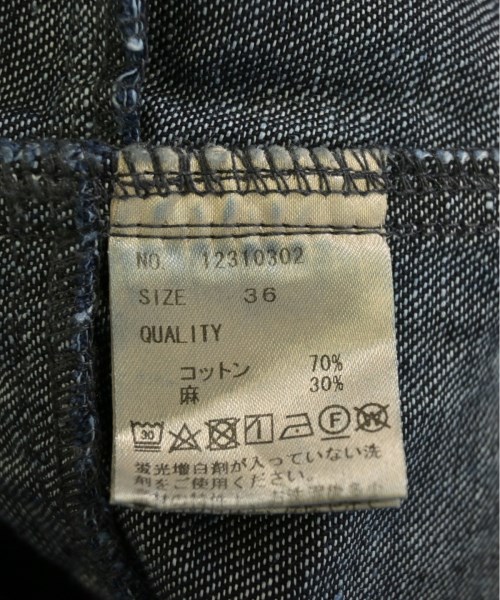 NO. 12310302
SIZE 36
QUALITY
コットン 70%
麻 30%
30 F W
蛍光増白剤が入っていない洗
剤をご使用ください。